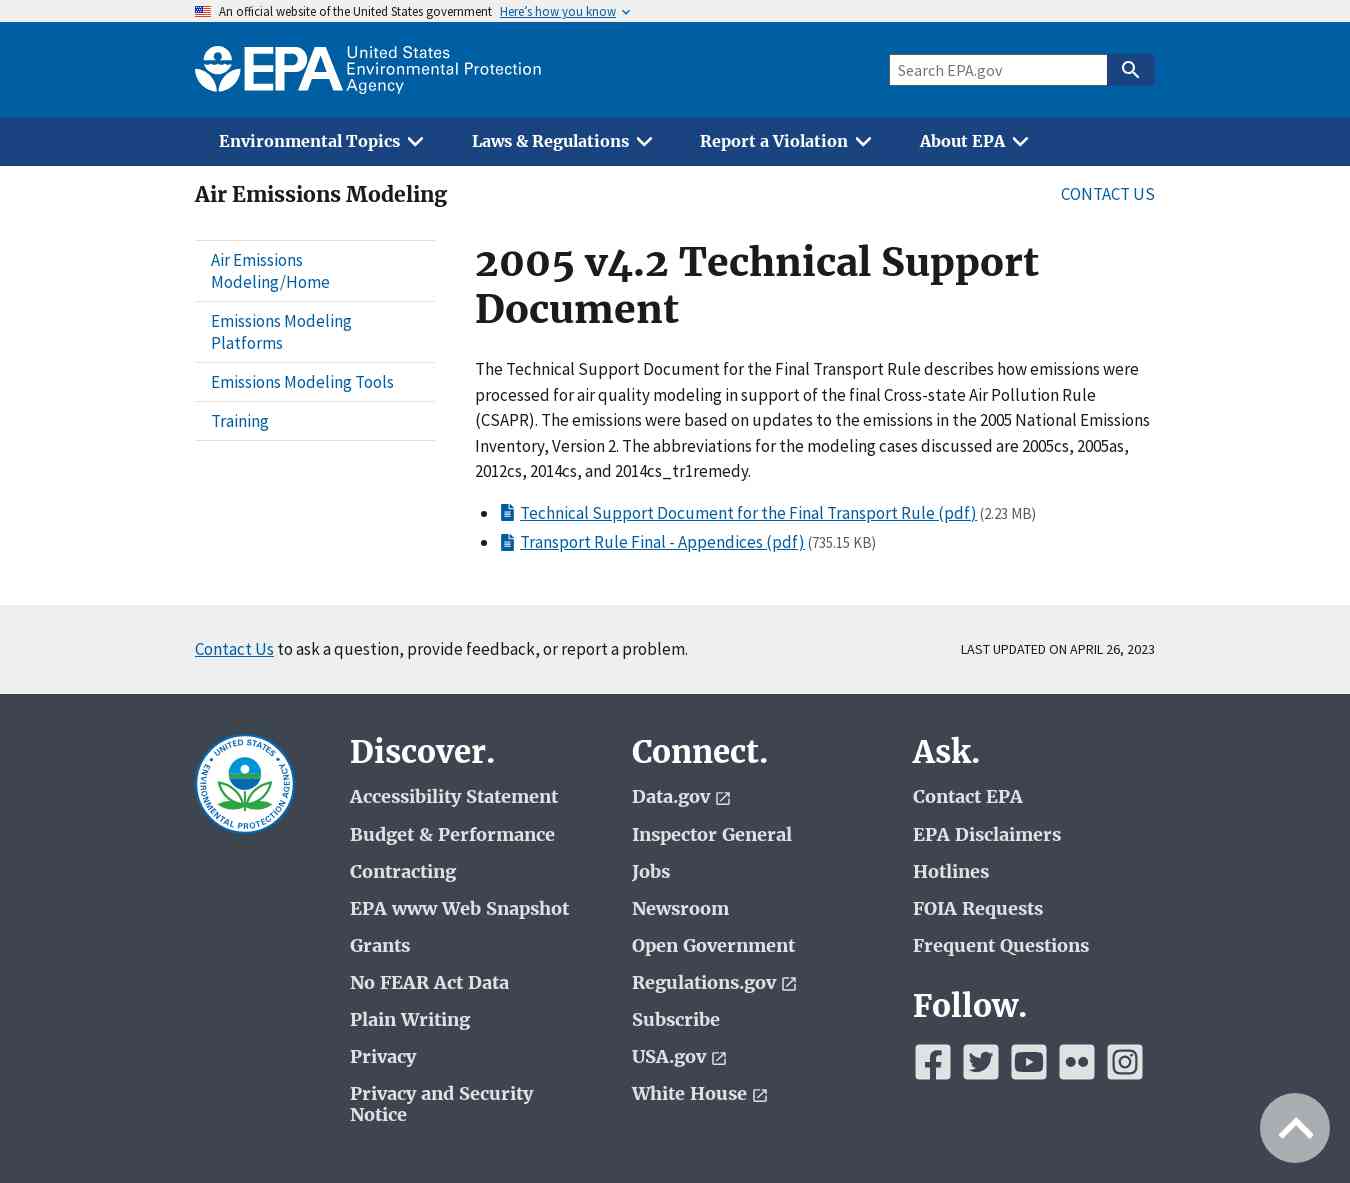 An official website of the United States government Here's how you know
EPA United States
Environmental Protection
Agency
Search EPA.gov
Environmental Topics Laws & Regulations Report a Violation About EPA
Air Emissions Modeling
CONTACT US
Air Emissions
Modeling/Home
Emissions Modeling
Platforms
Emissions Modeling Tools
Training
2005 v4.2 Technical Support
Document
The Technical Support Document for the Final Transport Rule describes how emissions were
processed for air quality modeling in support of the final Cross-state Air Pollution Rule
(CSAPR). The emissions were based on updates to the emissions in the 2005 National Emissions
Inventory, Version 2. The abbreviations for the modeling cases discussed are 2005cs, 2005as,
2012cs, 2014cs, and 2014cs_tr1remedy.
Technical Support Document for the Final Transport Rule (pdf) (2.23 MB)
Transport Rule Final - Appendices (pdf) (735.15 KB)
Contact Us to ask a question, provide feedback, or report a problem.
LAST UPDATED ON APRIL 26, 2023
UNITED STATES
ENVIRONMENTAL PROTECTION AGENCY
Discover.
Accessibility Statement
Budget & Performance
Contracting
EPA www Web Snapshot
Grants
No FEAR Act Data
Plain Writing
Privacy
Privacy and Security
Notice
Connect.
Data.gov
Inspector General
Jobs
Newsroom
Open Government
Regulations.gov
Subscribe
USA.gov
White House
Ask.
Contact EPA
EPA Disclaimers
Hotlines
FOIA Requests
Frequent Questions
Follow.